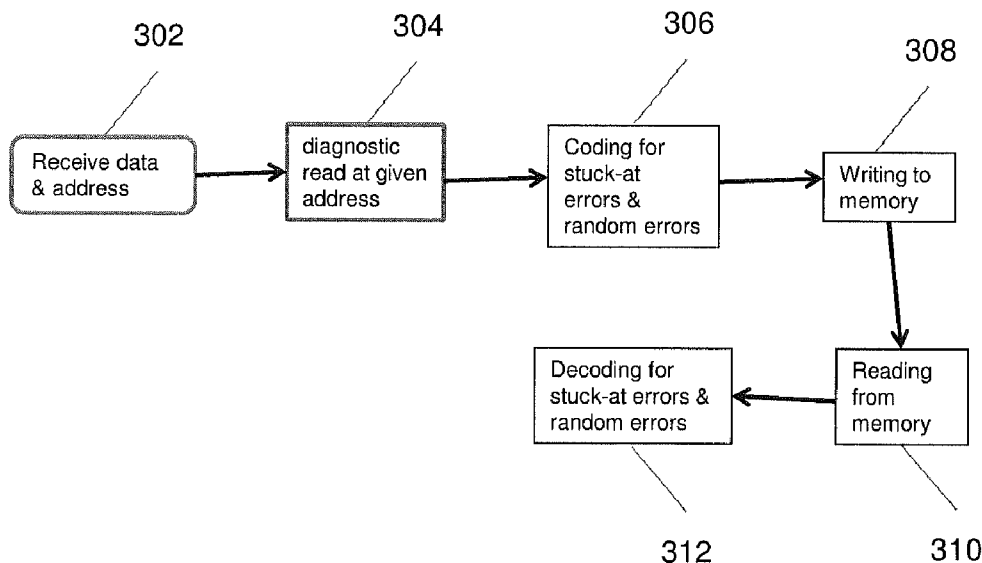 302
304
306
308
Receive data
& address
diagnostic
read at given
address
Coding for
stuck-at
errors &
random errors
Writing to
memory
Decoding for
stuck-at errors &
random errors
Reading
from
memory
312
310